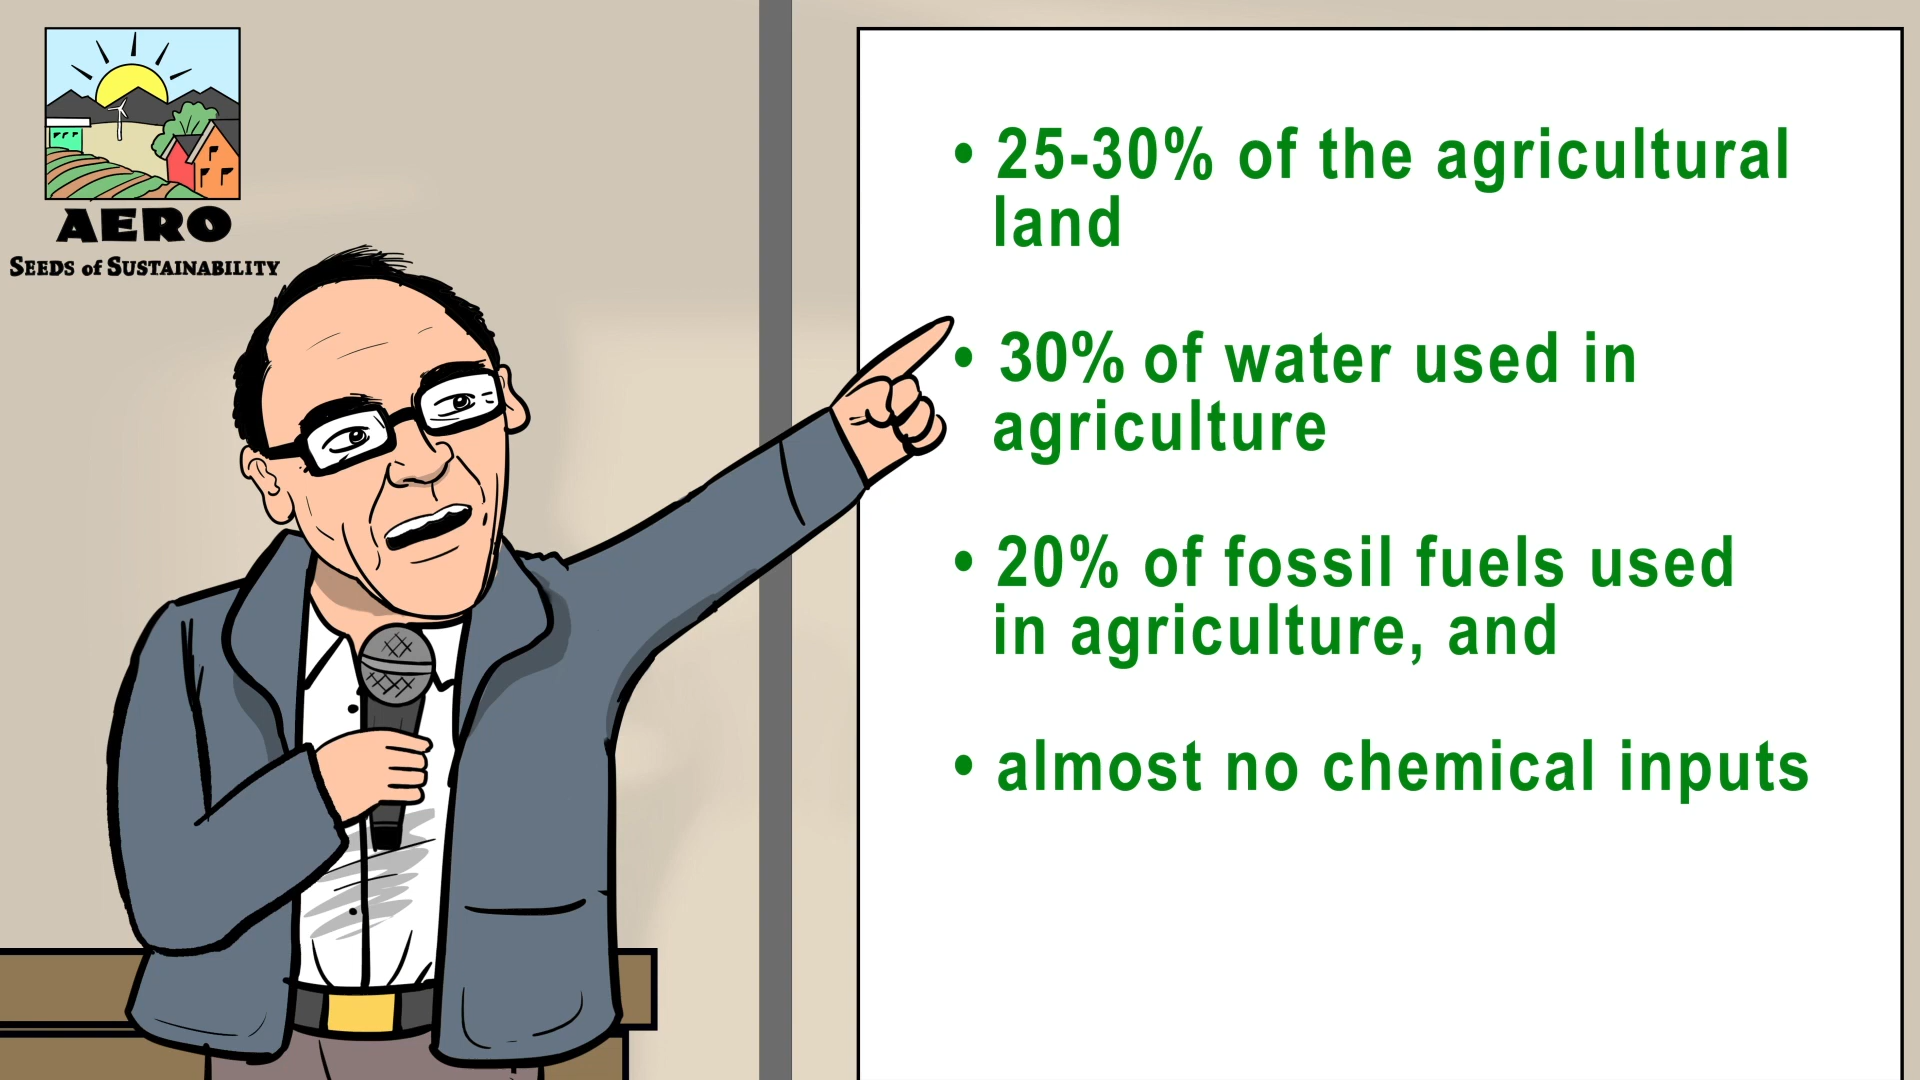 AERO
SEEDS of SUSTAINABILITY
• 25-30% of the agricultural
land
• 30% of water used in
agriculture
• 20% of fossil fuels used
in agriculture, and
• almost no chemical inputs